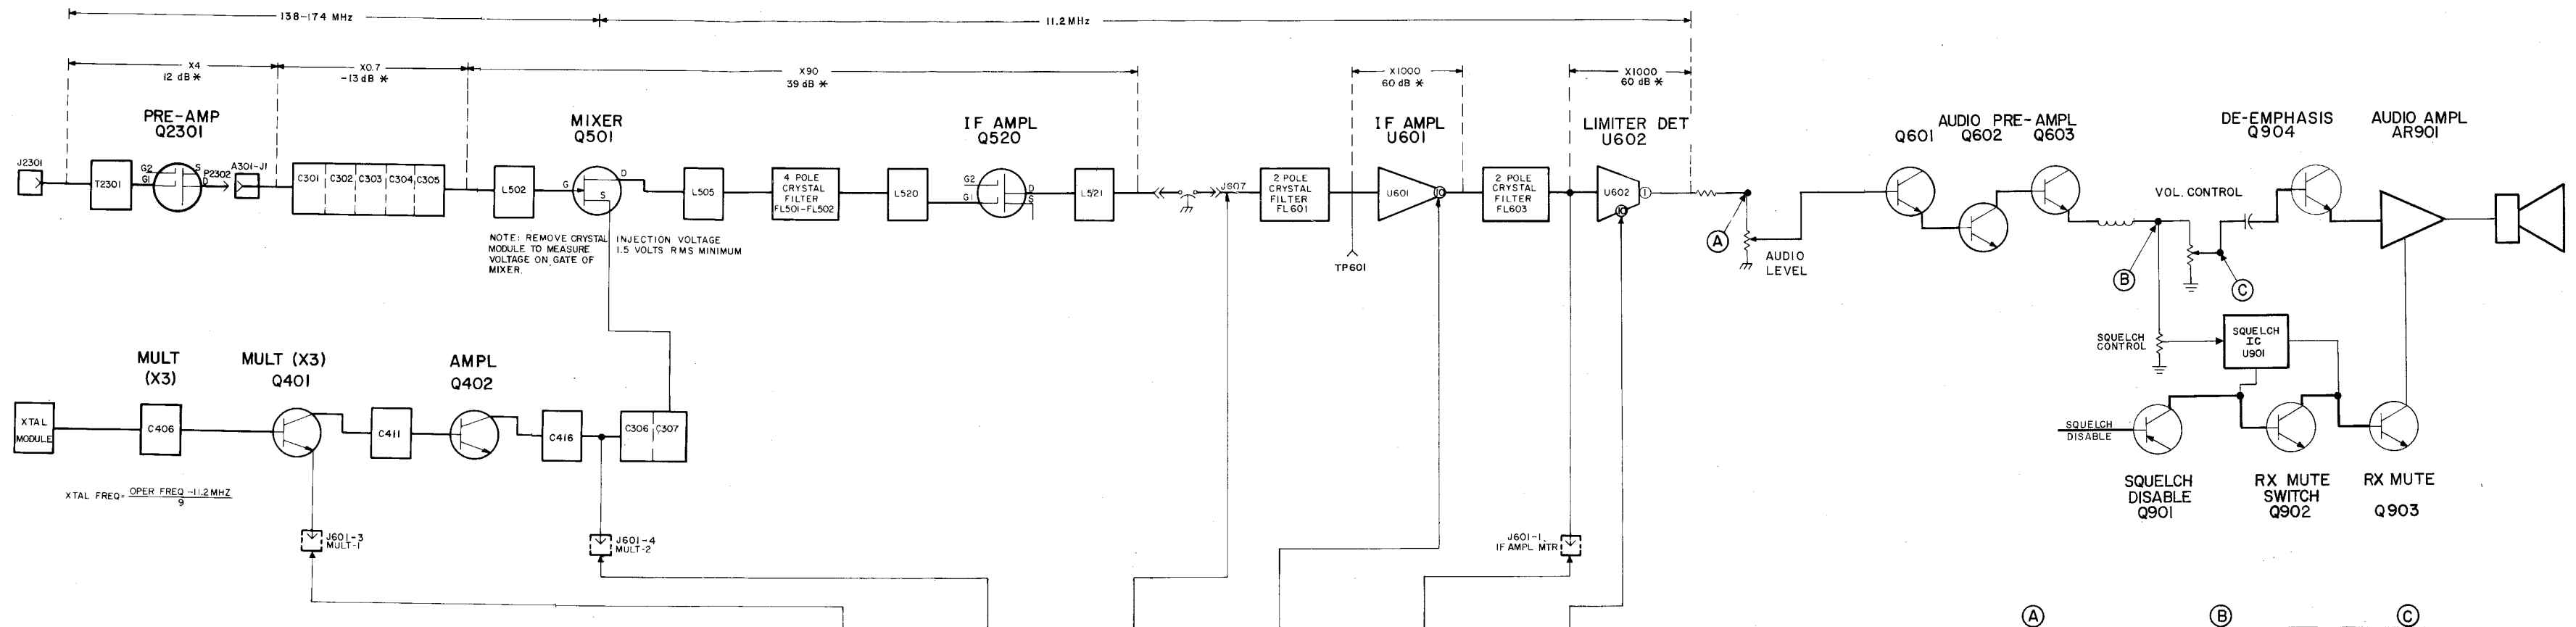 138-174 MHz
11.2MHz
X4
12 dB *
X0.7
-13dB *
X90
39 dB *
X1000
60 dB *
X1000
60 dB *
PRE-AMP
Q2301
MIXER
Q501
IF AMPL
Q520
IF AMPL
U601
LIMITER DET
U602
AUDIO PRE-AMPL
Q601 Q602 Q603
DE-EMPHASIS
Q904
AUDIO AMPL
AR901
J2301
T2301
G2
G1
S
D
P2302
A301-J1
C301 C302 C303 C304 C305
L502
G
D
S
L505
4 POLE
CRYSTAL
FILTER
FL501-FL502
L520
G2
G1
D
S
L521
J607
2 POLE
CRYSTAL
FILTER
FL601
U601
10
2 POLE
CRYSTAL
FILTER
FL603
U602
1
10
VOL. CONTROL
NOTE: REMOVE CRYSTAL
MODULE TO MEASURE
VOLTAGE ON GATE OF
MIXER.
INJECTION VOLTAGE
1.5 VOLTS RMS MINIMUM
TP601
A
AUDIO
LEVEL
B
C
SQUELCH
CONTROL
SQUELCH
IC
U901
MULT
(X3)
MULT (X3)
Q401
AMPL
Q402
XTAL
MODULE
C406
C411
C416
C306 C307
SQUELCH
DISABLE
XTAL FREQ= OPER FREQ -11.2 MHZ
9
SQUELCH
DISABLE
Q901
RX MUTE
SWITCH
Q902
RX MUTE
Q903
J601-3
MULT-1
J601-4
MULT-2
J601-1
IF AMPL MTR
A
B
C